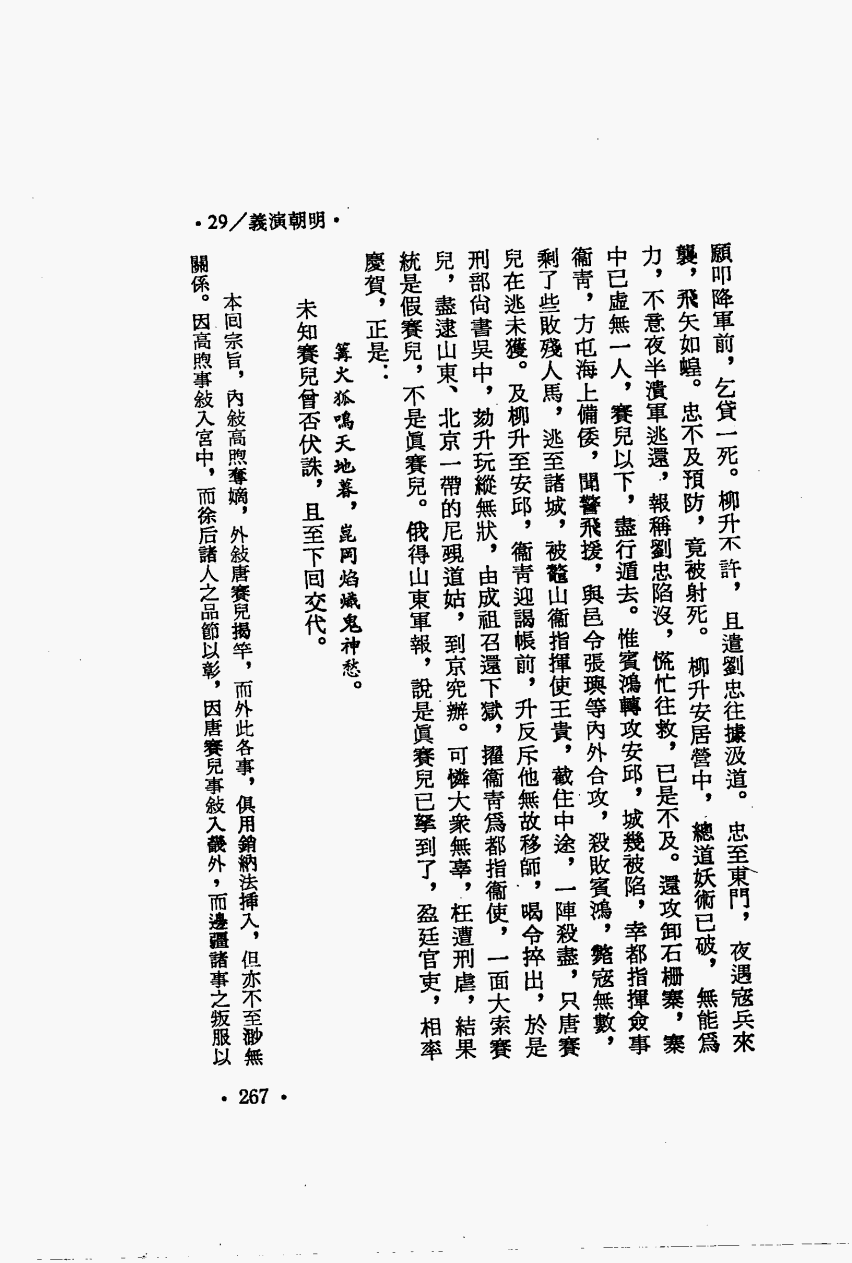 •29／義演朝明•
願叩降軍前，乞貸一死。柳升不許，且遣劉忠往據汲道。忠至東門，夜遇寇兵來
襲，飛矢如蝗。忠不及預防，竟被射死。柳升安居營中，總道妖術已破，無能爲
力，不意夜半潰軍逃還，報稱劉忠陷沒，慌忙往救，已是不及。還攻卸石柵寨，寨
中已虛無一人，賽兒以下，盡行遁去。惟賓鴻轉攻安邱，城幾被陷，幸都指揮僉事
衞青，方屯海上備倭，聞警飛援，與邑令張璵等內外合攻，殺敗賓鴻，斃寇無數，
剩了些敗殘人馬，逃至諸城，被鼇山衞指揮使王貴，截住中途，一陣殺盡，只唐賽
兒在逃未獲。及柳升至安邱，衞青迎謁帳前，升反斥他無故移師，喝令捽出，於是
刑部尙書吳中，劾升玩縱無狀，由成祖召還下獄，擢衞青爲都指衞使，一面大索賽
兒，盡逮山東、北京一帶的尼覡道姑，到京究辦。可憐大衆無辜，枉遭刑虐，結果
統是假賽兒，不是眞賽兒。俄得山東軍報，說是眞賽兒已拏到了，盈廷官吏，相率
慶賀，正是：
篝火狐鳴天地暮，崑岡焰熾鬼神愁。
未知賽兒曾否伏誅，且至下回交代。
本回宗旨，內敍高煦奪嫡，外敍唐賽兒揭竿，而外此各事，俱用銷納法插入，但亦不至渺無
關係。因高煦事敍入宮中，而徐后諸人之品節以彰，因唐賽兒事敍入畿外，而邊疆諸事之叛服以
•267•